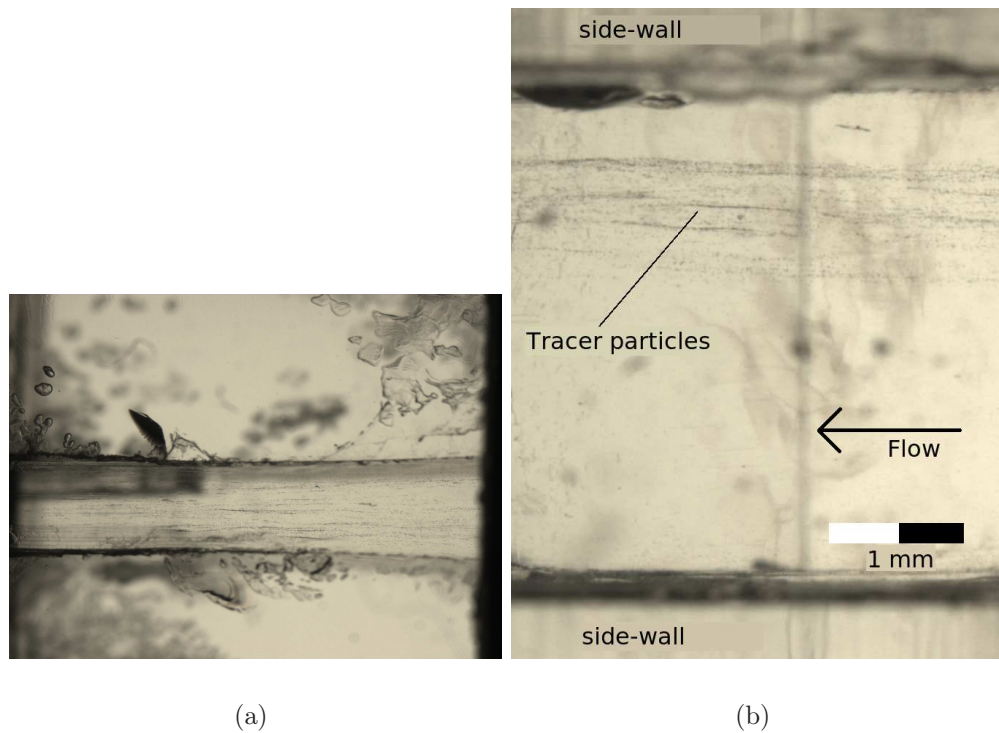 side-wall
Tracer particles
Flow
1 mm
side-wall
(a)
(b)